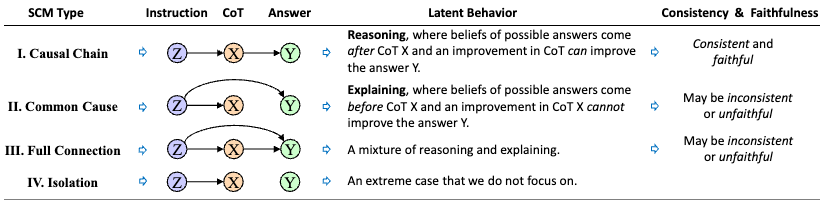 SCM Type Instruction CoT Answer Latent Behavior Consistency & Faithfulness
I. Causal Chain Z X Y Reasoning, where beliefs of possible answers come
after CoT X and an improvement in CoT can improve
the answer Y.
Consistent and
faithful
II. Common Cause Z X Y Explaining, where beliefs of possible answers come
before CoT X and an improvement in CoT X cannot
improve the answer Y.
May be inconsistent
or unfaithful
III. Full Connection Z X Y A mixture of reasoning and explaining.
May be inconsistent
or unfaithful
IV. Isolation Z X Y An extreme case that we do not focus on.